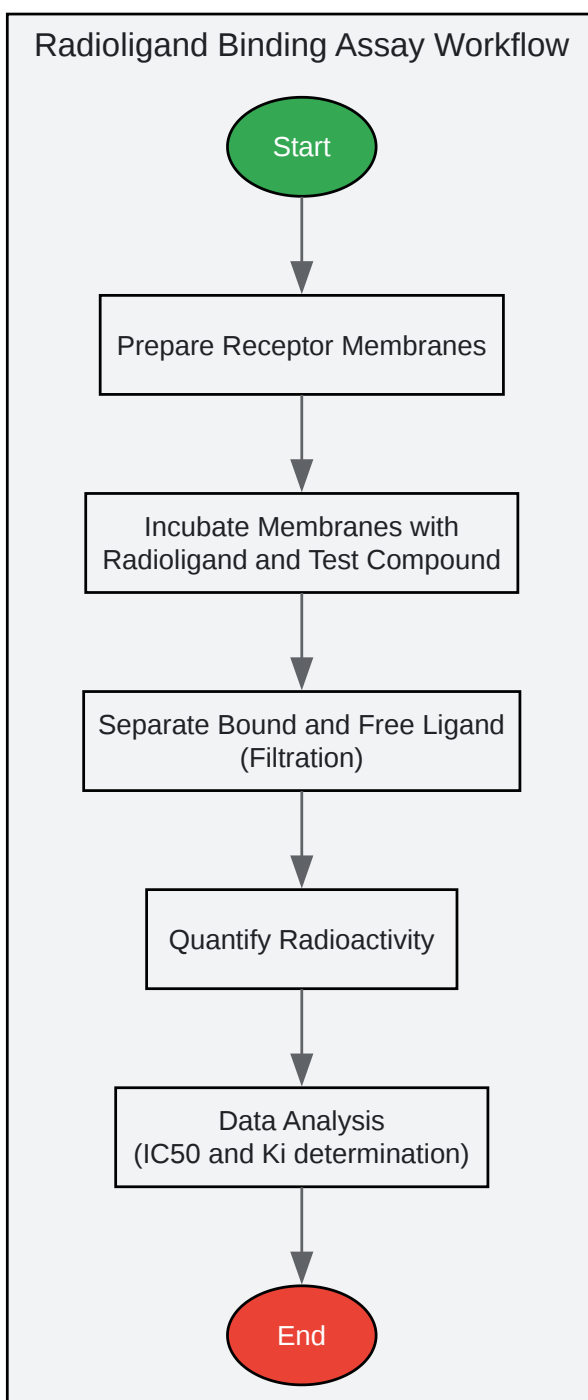 Radioligand Binding Assay Workflow
Start
Prepare Receptor Membranes
Incubate Membranes with
Radioligand and Test Compound
Separate Bound and Free Ligand
(Filtration)
Quantify Radioactivity
Data Analysis
(IC50 and Ki determination)
End